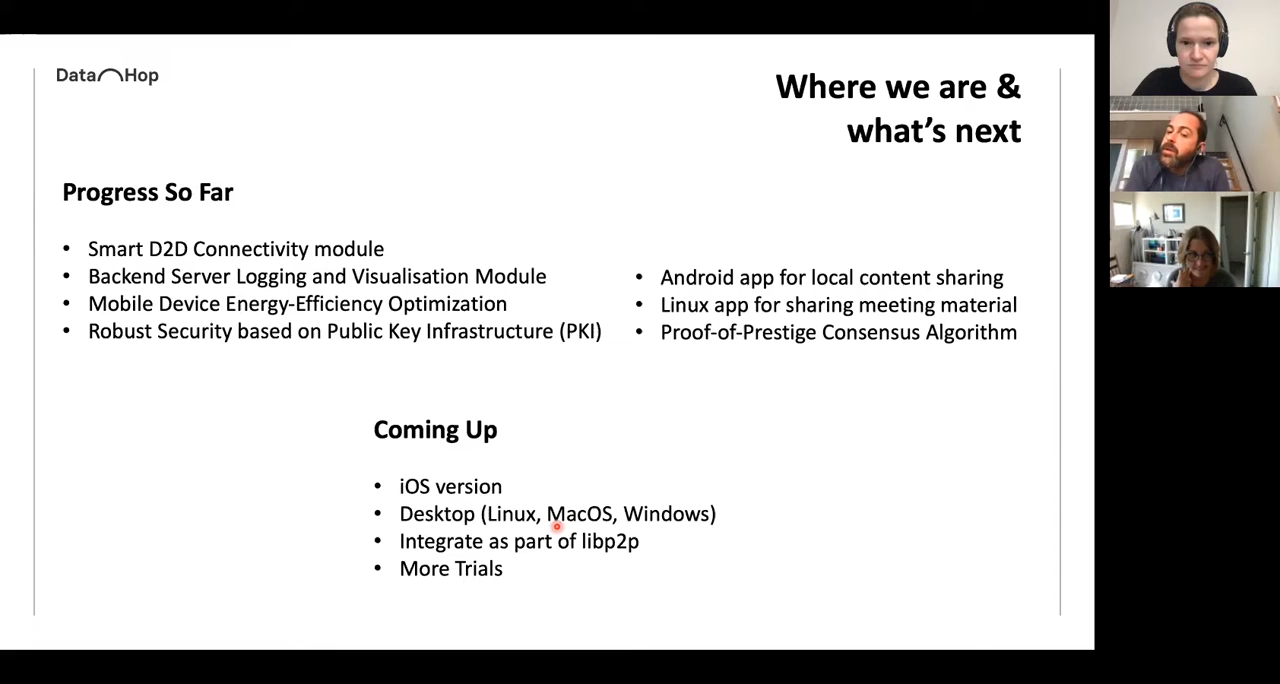 Data Hop
Where we are &
what's next
Progress So Far
• Smart D2D Connectivity module
• Backend Server Logging and Visualisation Module
• Mobile Device Energy-Efficiency Optimization
• Robust Security based on Public Key Infrastructure (PKI)
• Android app for local content sharing
• Linux app for sharing meeting material
• Proof-of-Prestige Consensus Algorithm
Coming Up
• iOS version
• Desktop (Linux, MacOS, Windows)
• Integrate as part of libp2p
• More Trials